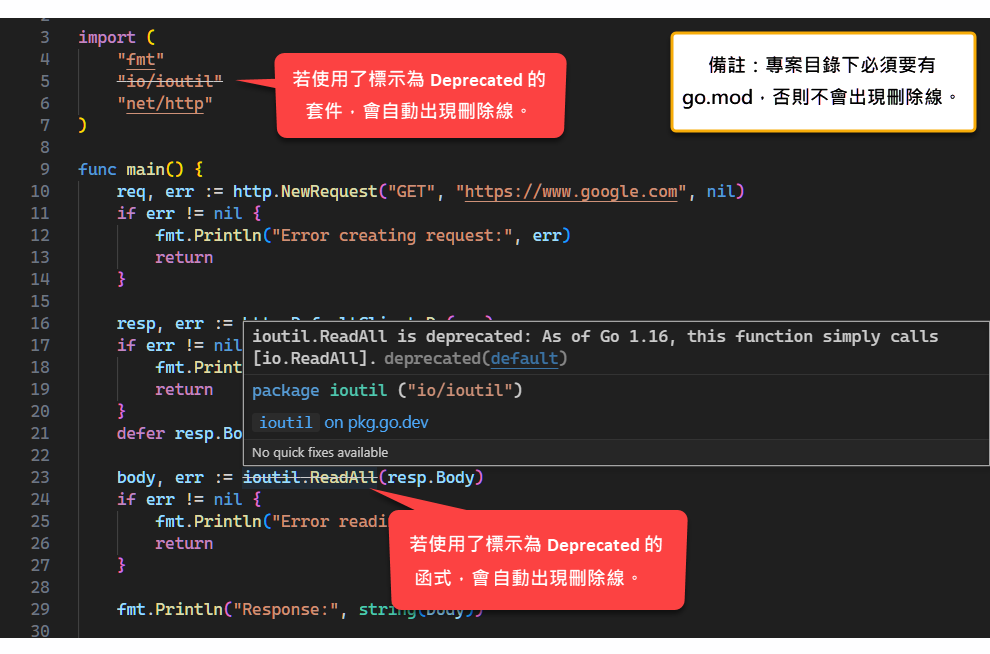 2
3 import (
4 "fmt"
5 "io/ioutil"
6 "net/http"
7 )
8
9 func main() {
10 req, err := http.NewRequest("GET", "https://www.google.com", nil)
11 if err != nil {
12 fmt.Println("Error creating request:", err)
13 return
14 }
15
16 resp, err :=
17 if err != nil
18 fmt.Print
19 return
20 }
21 defer resp.Bo
22
23 body, err := ioutil.ReadAll(resp.Body)
24 if err != nil {
25 fmt.Println("Error readi
26 return
27 }
28
29 fmt.Println("Response:", string(body))
30
若使用了標示為 Deprecated 的
套件，會自動出現刪除線。
備註：專案目錄下必須要有
go.mod，否則不會出現刪除線。
ioutil.ReadAll is deprecated: As of Go 1.16, this function simply calls
[io.ReadAll]. deprecated(default)
package ioutil ("io/ioutil")
ioutil on pkg.go.dev
No quick fixes available
若使用了標示為 Deprecated 的
函式，會自動出現刪除線。